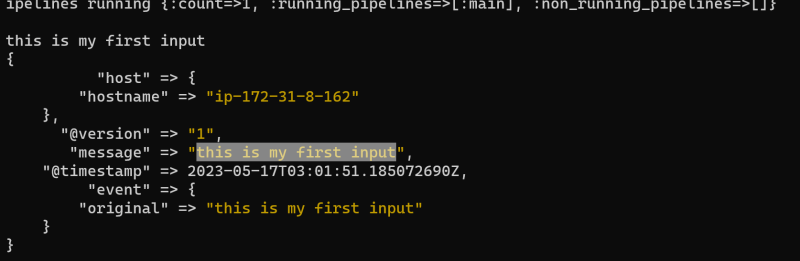 ipelines running {:count=>1, :running_pipelines=>[:main], :non_running_pipelines=>[]}
this is my first input
{
"host" => {
"hostname" => "ip-172-31-8-162"
},
"@version" => "1",
"message" => "this is my first input",
"@timestamp" => 2023-05-17T03:01:51.185072690Z,
"event" => {
"original" => "this is my first input"
}
}